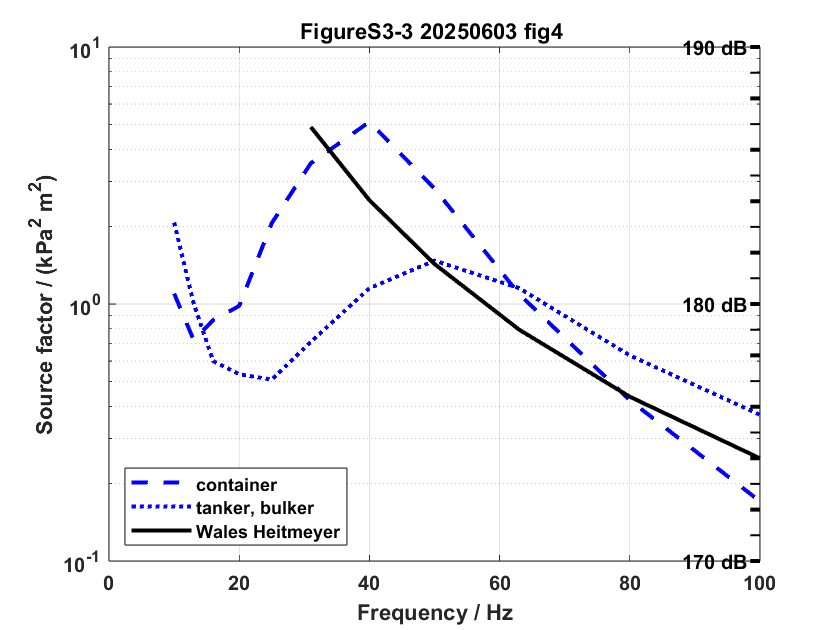 FigureS3-3 20250603 fig4
10^1
190 dB
Source factor / (kPa^2 m^2)
10^0
180 dB
container
tanker, bulker
Wales Heitmeyer
10^-1
170 dB
0 20 40 60 80 100
Frequency / Hz